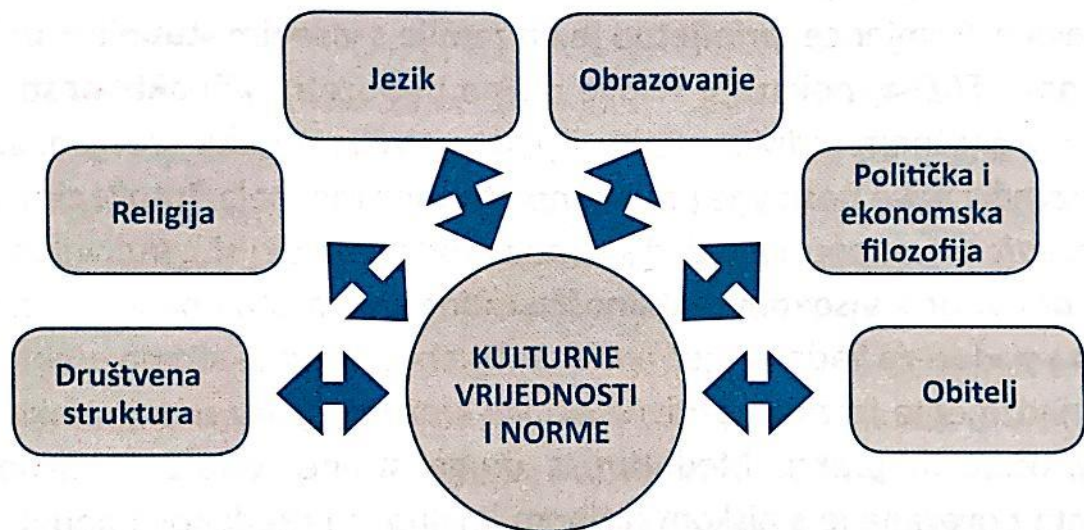 Jezik
Obrazovanje
Religija
Politička i
ekonomska
filozofija
Društvena
struktura
KULTURNE
VRIJEDNOSTI
I NORME
Obitelj